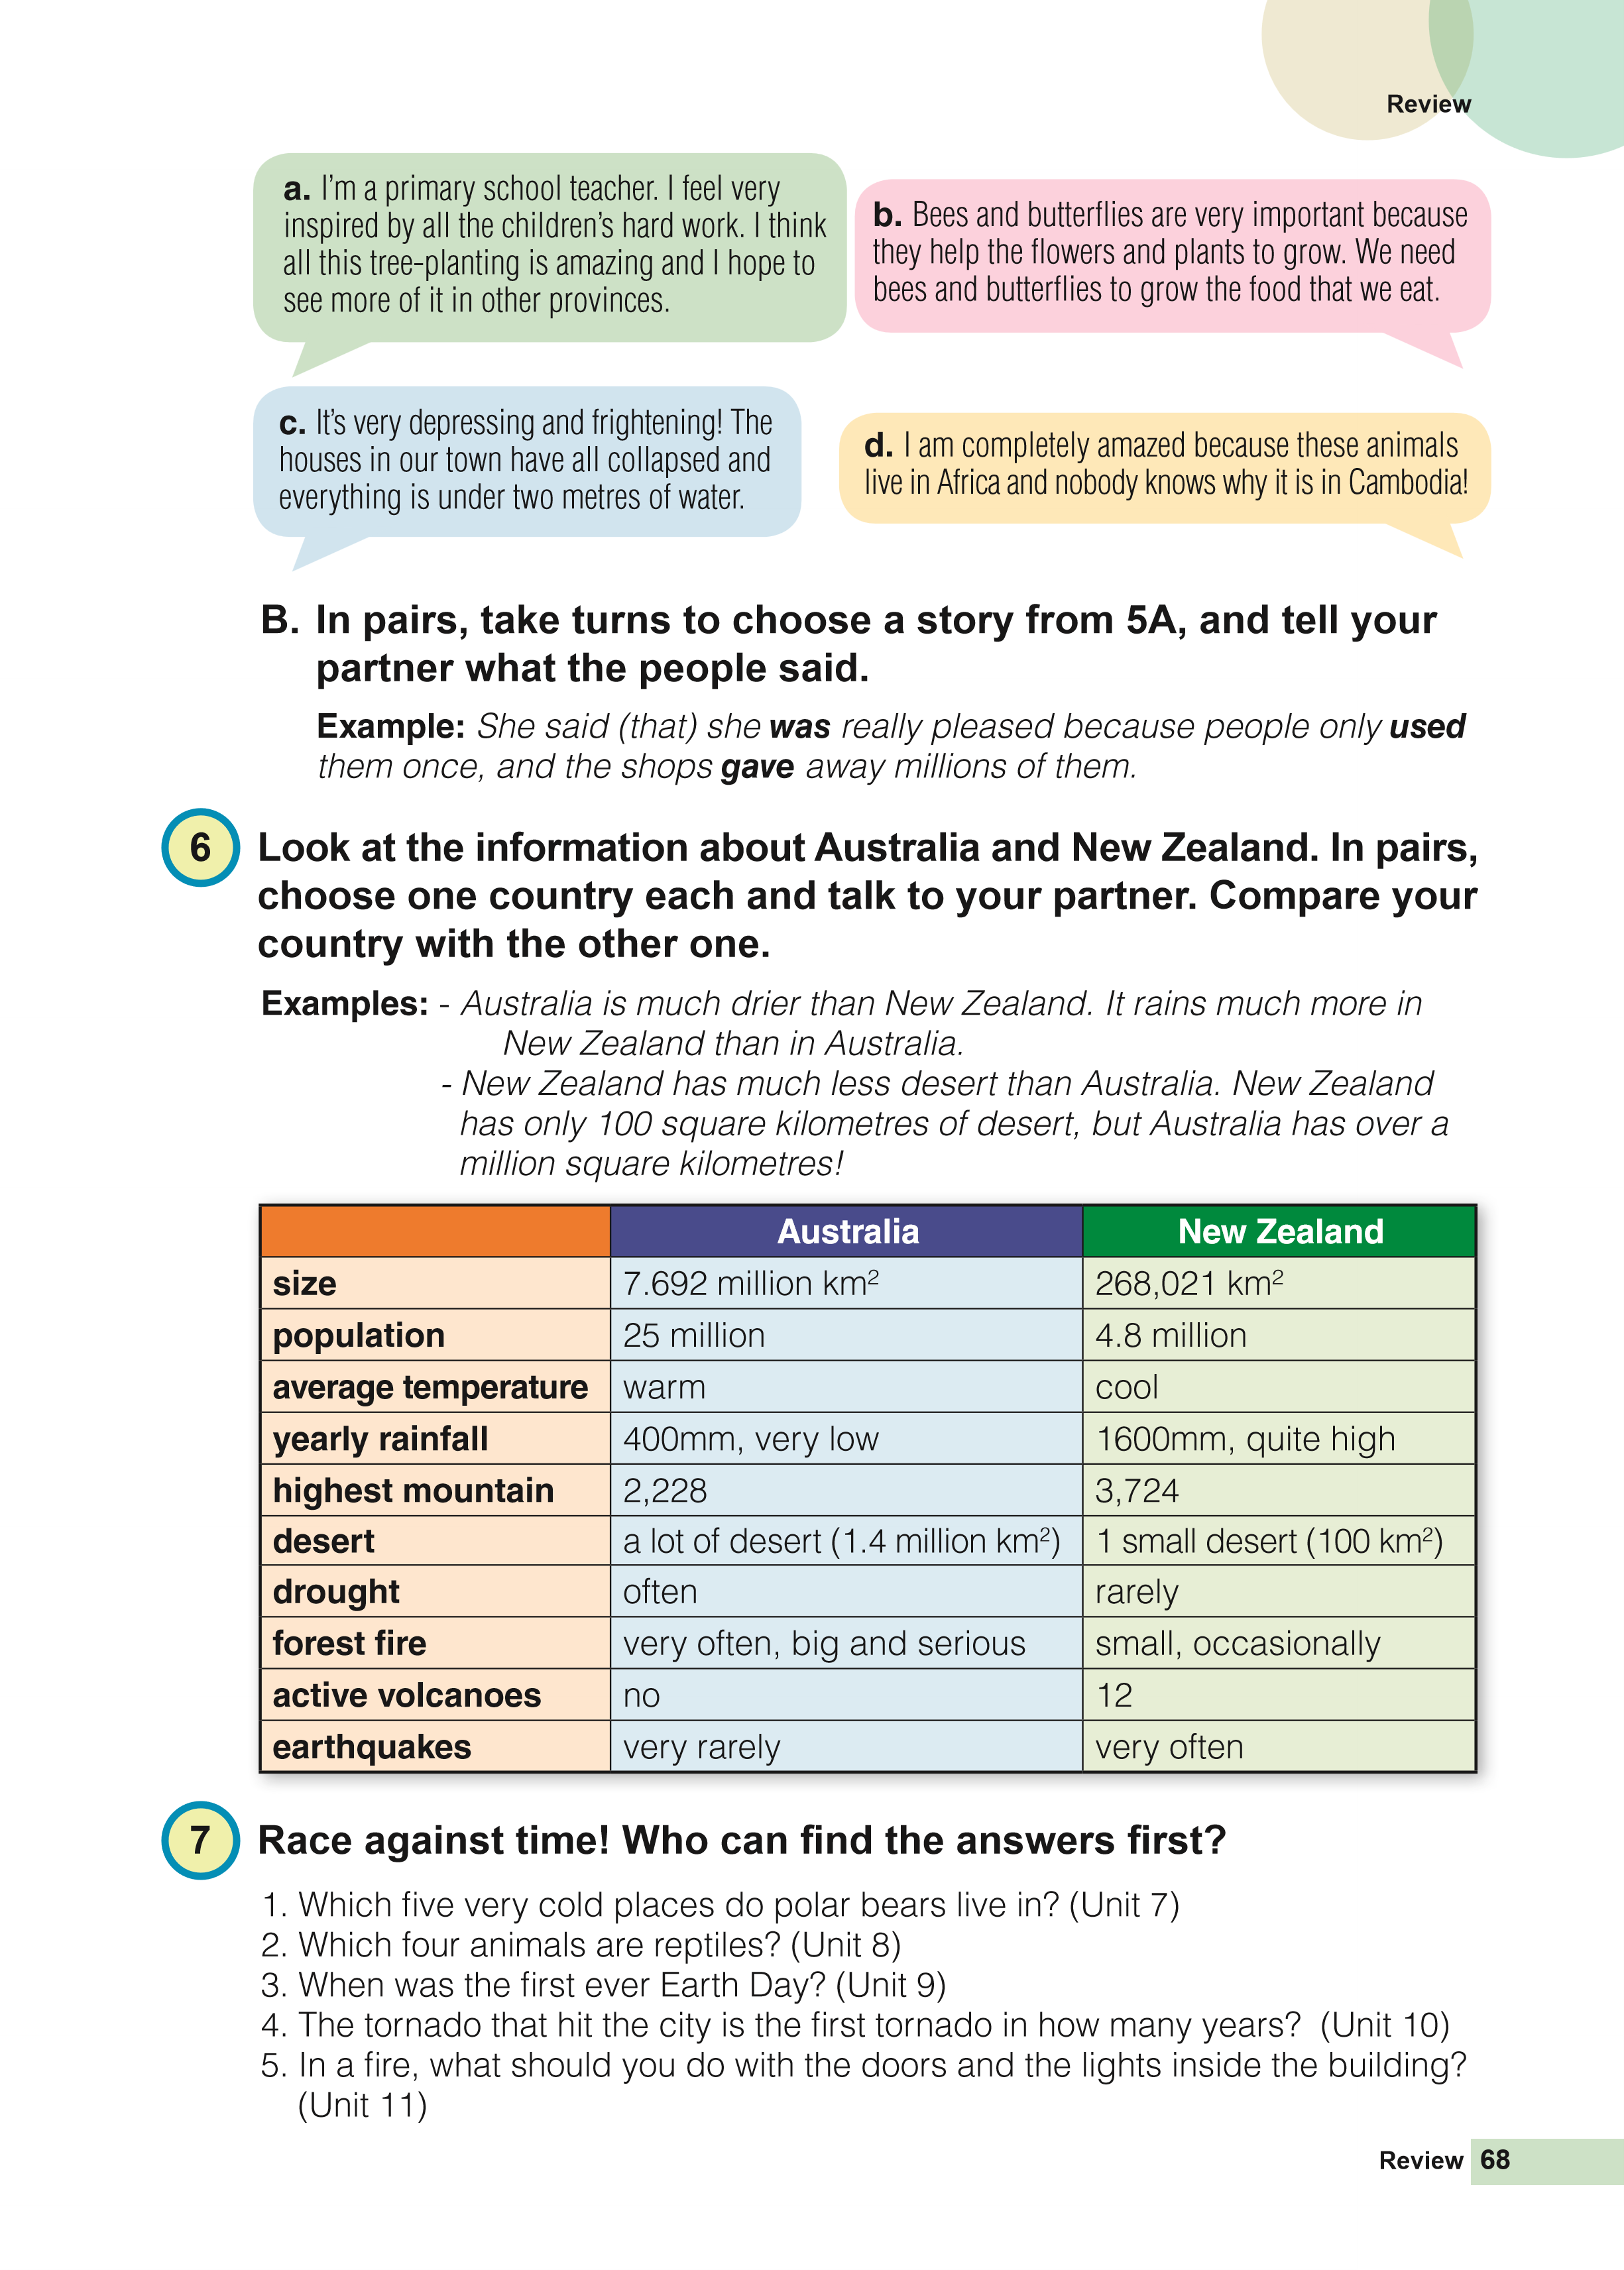 Review
a. I'm a primary school teacher. I feel very
inspired by all the children's hard work. I think
all this tree-planting is amazing and I hope to
see more of it in other provinces.
b. Bees and butterflies are very important because
they help the flowers and plants to grow. We need
bees and butterflies to grow the food that we eat.
c. It's very depressing and frightening! The
houses in our town have all collapsed and
everything is under two metres of water.
d. I am completely amazed because these animals
live in Africa and nobody knows why it is in Cambodia!
B. In pairs, take turns to choose a story from 5A, and tell your
partner what the people said.
Example: She said (that) she was really pleased because people only used
them once, and the shops gave away millions of them.
6 Look at the information about Australia and New Zealand. In pairs,
choose one country each and talk to your partner. Compare your
country with the other one.
Examples: - Australia is much drier than New Zealand. It rains much more in
New Zealand than in Australia.
- New Zealand has much less desert than Australia. New Zealand
has only 100 square kilometres of desert, but Australia has over a
million square kilometres!
Australia New Zealand
size 7.692 million km² 268,021 km²
population 25 million 4.8 million
average temperature warm cool
yearly rainfall 400mm, very low 1600mm, quite high
highest mountain 2,228 3,724
desert a lot of desert (1.4 million km²) 1 small desert (100 km²)
drought often rarely
forest fire very often, big and serious small, occasionally
active volcanoes no 12
earthquakes very rarely very often
7 Race against time! Who can find the answers first?
1. Which five very cold places do polar bears live in? (Unit 7)
2. Which four animals are reptiles? (Unit 8)
3. When was the first ever Earth Day? (Unit 9)
4. The tornado that hit the city is the first tornado in how many years? (Unit 10)
5. In a fire, what should you do with the doors and the lights inside the building?
(Unit 11)
Review 68